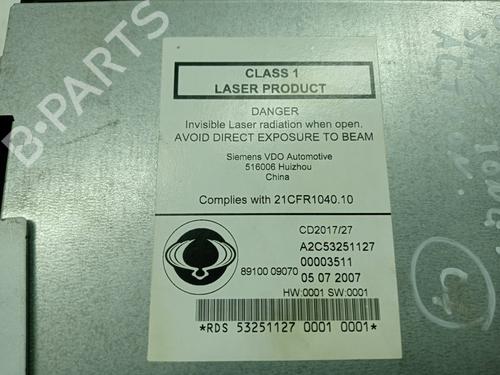 B-PARTS
CLASS 1
LASER PRODUCT
DANGER
Invisible Laser radiation when open.
AVOID DIRECT EXPOSURE TO BEAM
Siemens VDO Automotive
516006 Huizhou
China
Complies with 21CFR1040.10
CD2017/27
A2C53251127
89100 09070
00003511
05 07 2007
HW:0001 SW:0001
*RDS 53251127 0001 0001*